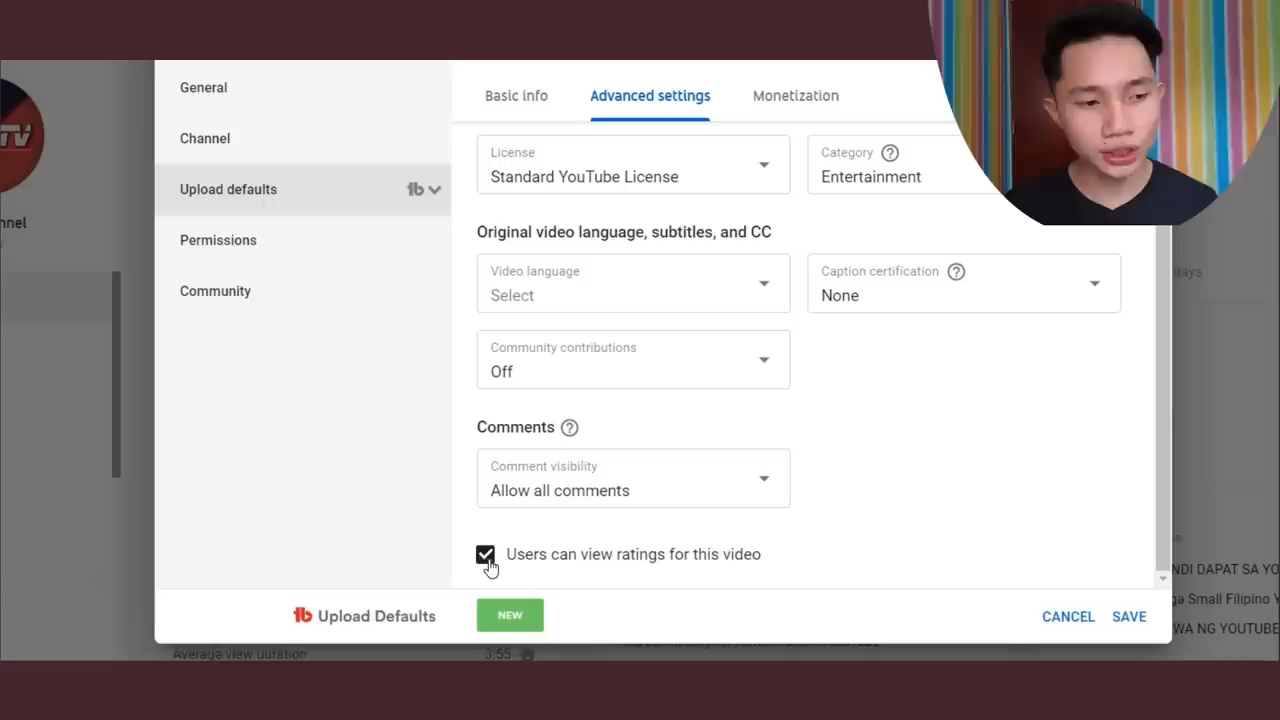 General
Channel
Upload defaults
Permissions
Community
Basic info
Advanced settings
Monetization
License
Standard YouTube License
Category
Entertainment
Original video language, subtitles, and CC
Video language
Select
Caption certification
None
Community contributions
Off
Comments
Comment visibility
Allow all comments
Users can view ratings for this video
tb Upload Defaults
NEW
CANCEL
SAVE
TV
nnel
NDI DAPAT SA YO
ga Small Filipino Y
WA NG YOUTUBE
Average view duration
3:55